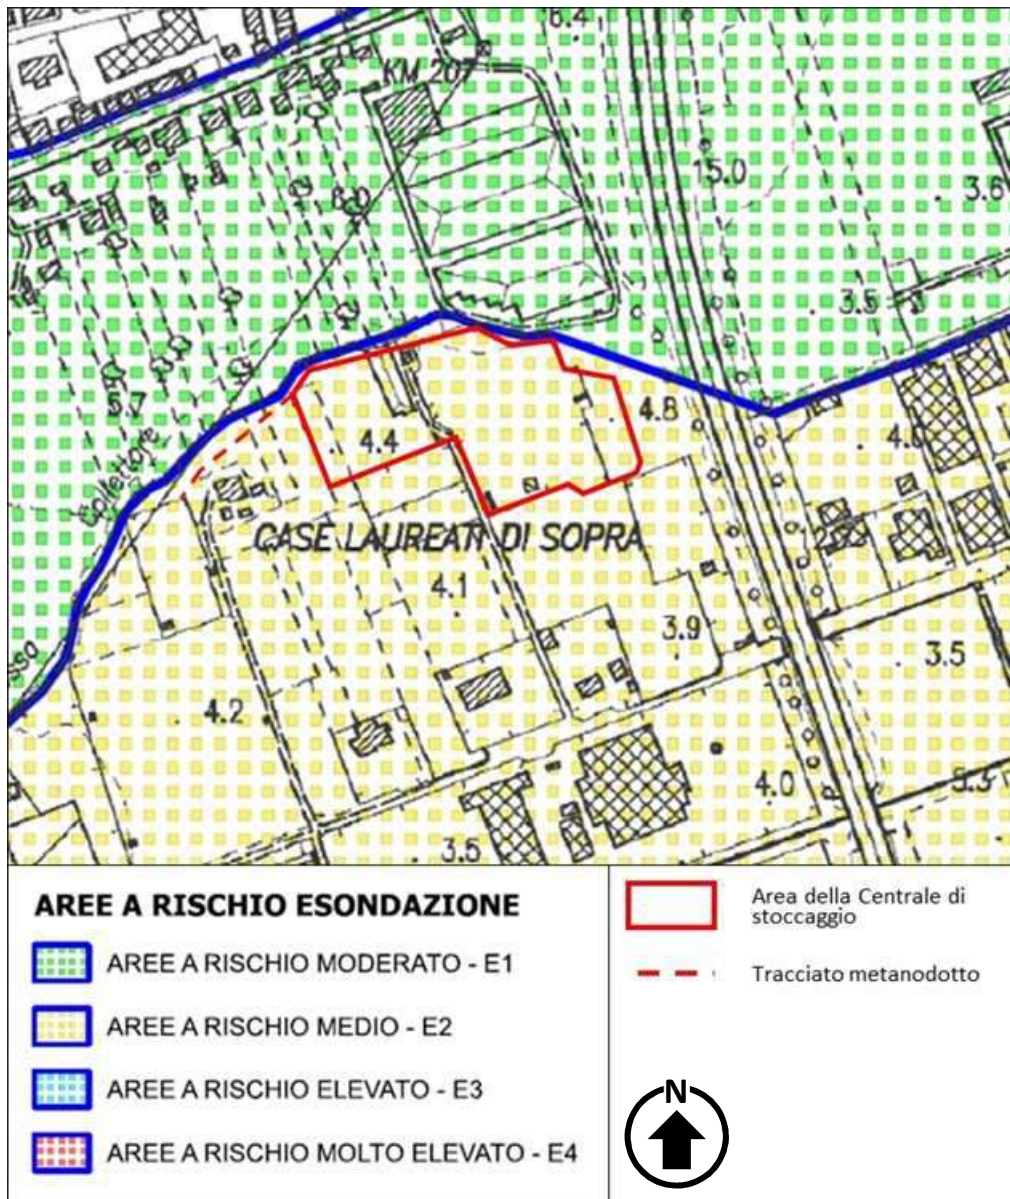 6.4
KM 207
15.0
3.6
6.0
3.5
5.7
4.8
4.4
Collettore
CASE LAUREATI DI SOPRA
4.1
3.9
3.5
4.2
4.0
3.5
AREE A RISCHIO ESONDAZIONE
AREE A RISCHIO MODERATO - E1
AREE A RISCHIO MEDIO - E2
AREE A RISCHIO ELEVATO - E3
AREE A RISCHIO MOLTO ELEVATO - E4
Area della Centrale di
stoccaggio
Tracciato metanodotto
N